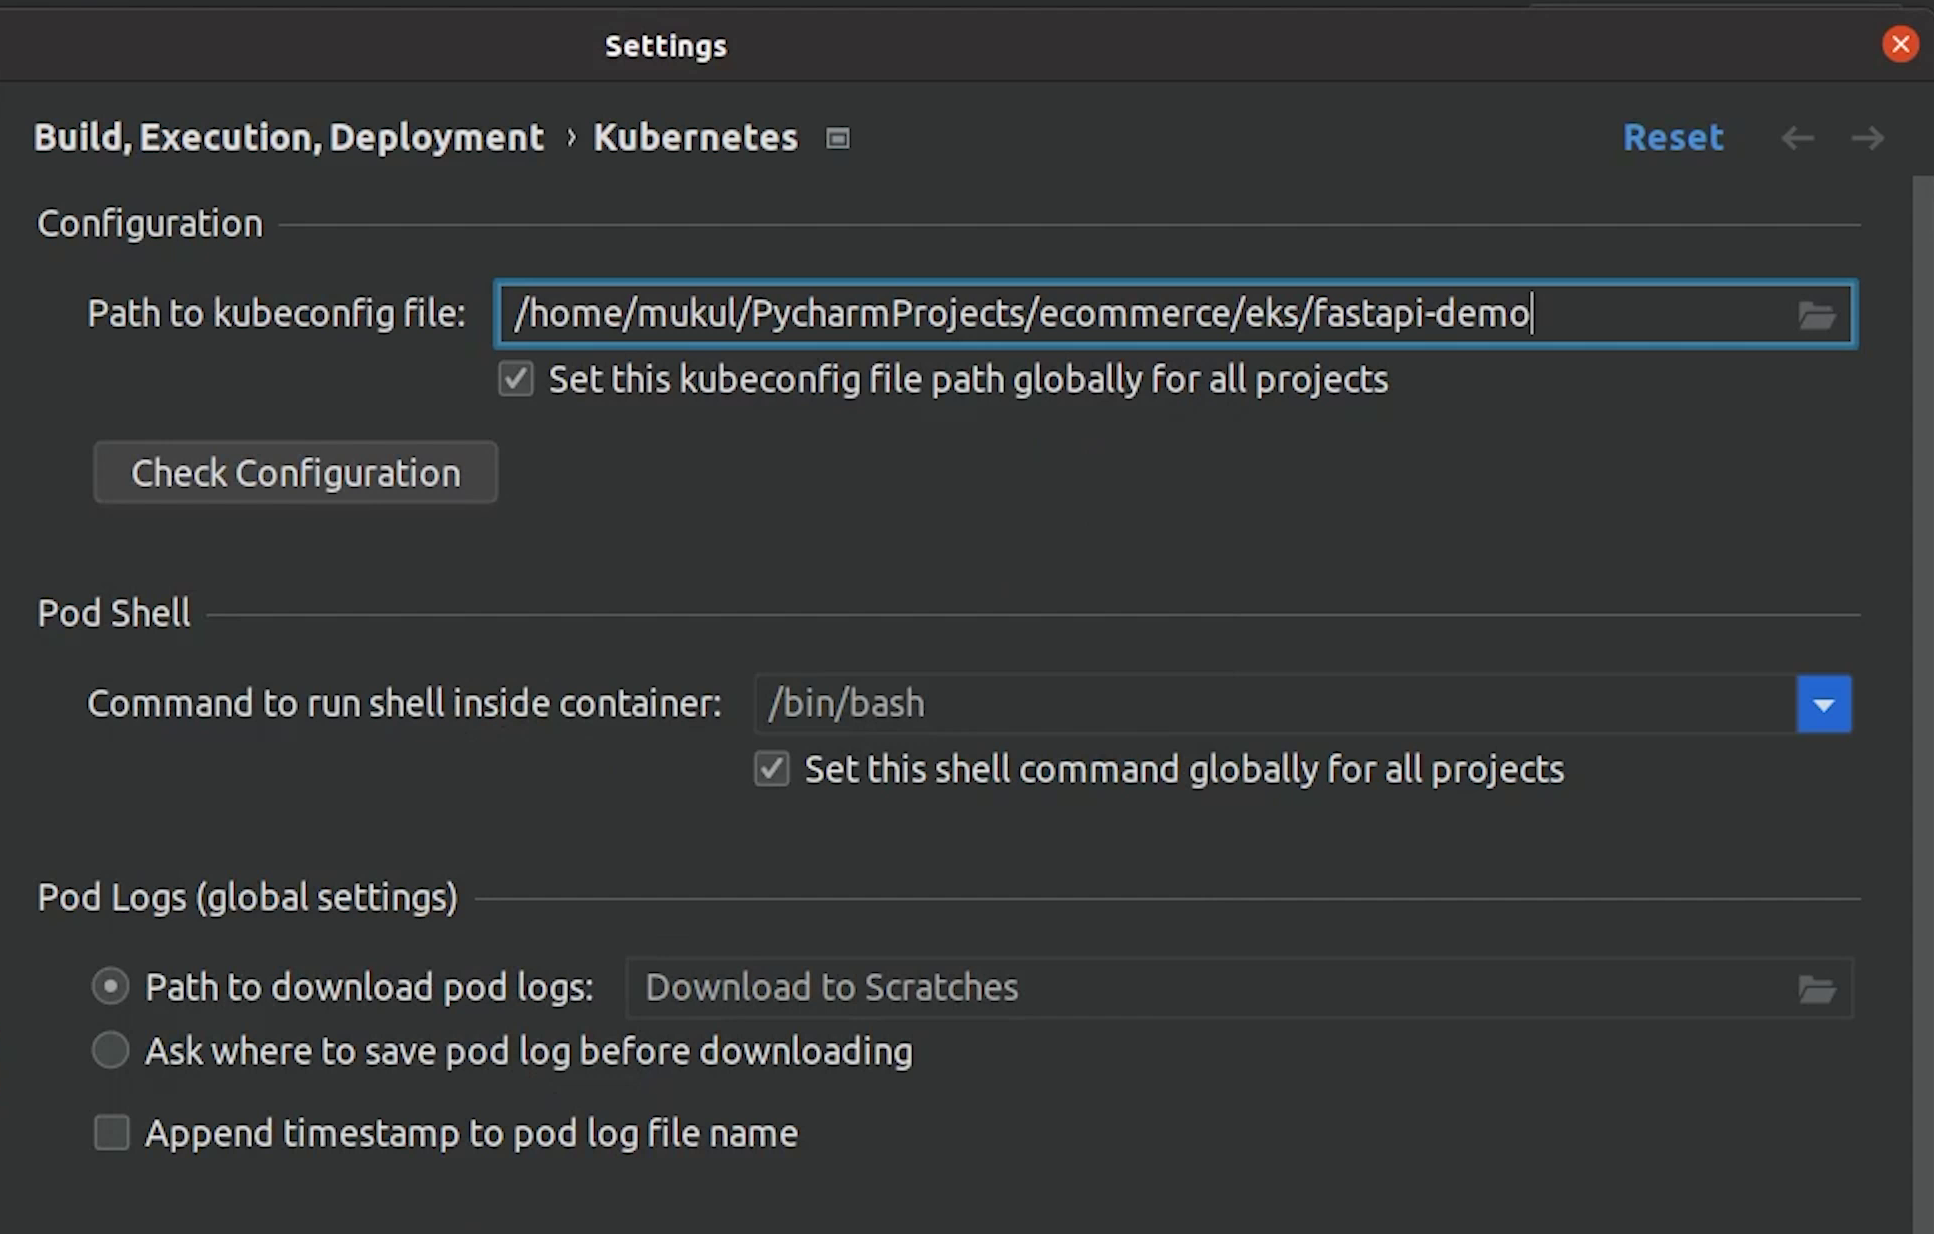 Settings
Build, Execution, Deployment › Kubernetes
Reset
Configuration
Path to kubeconfig file: /home/mukul/PycharmProjects/ecommerce/eks/fastapi-demo
Set this kubeconfig file path globally for all projects
Check Configuration
Pod Shell
Command to run shell inside container: /bin/bash
Set this shell command globally for all projects
Pod Logs (global settings)
Path to download pod logs: Download to Scratches
Ask where to save pod log before downloading
Append timestamp to pod log file name